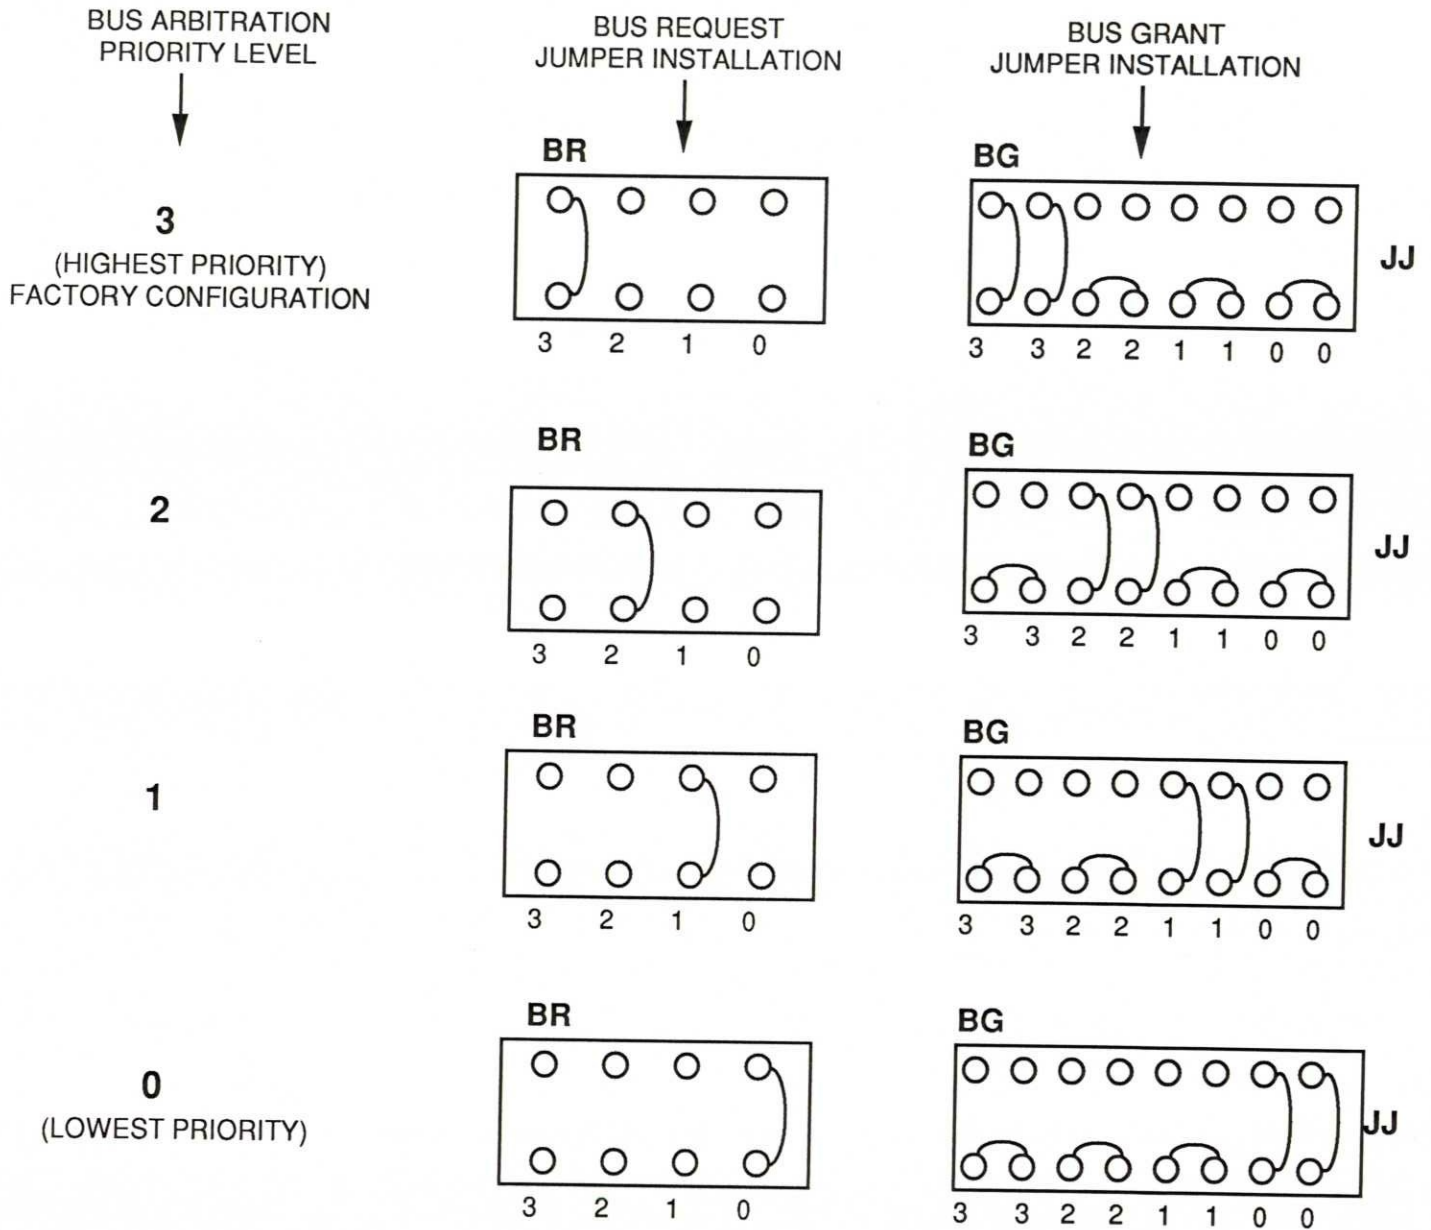 BUS ARBITRATION
PRIORITY LEVEL
BUS REQUEST
JUMPER INSTALLATION
BUS GRANT
JUMPER INSTALLATION
3
(HIGHEST PRIORITY)
FACTORY CONFIGURATION
BR
3 2 1 0
BG
JJ
3 3 2 2 1 1 0 0
2
BR
3 2 1 0
BG
JJ
3 3 2 2 1 1 0 0
1
BR
3 2 1 0
BG
JJ
3 3 2 2 1 1 0 0
0
(LOWEST PRIORITY)
BR
3 2 1 0
BG
JJ
3 3 2 2 1 1 0 0